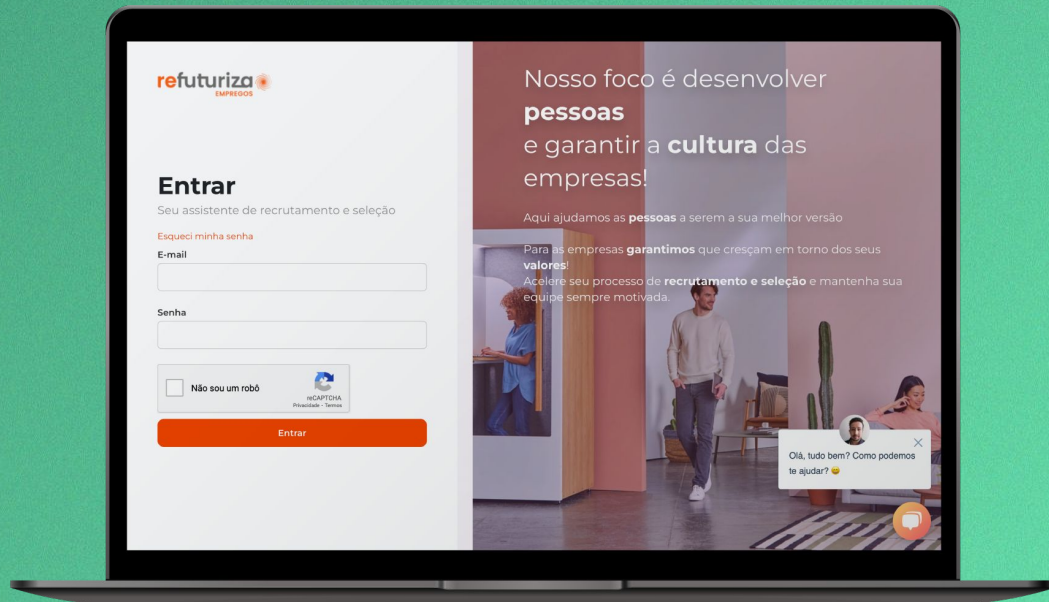 refuturiza
EMPREGOS
Entrar
Seu assistente de recrutamento e seleção
Esqueci minha senha
E-mail
Senha
Não sou um robô
reCAPTCHA
Privacidade - Termos
Entrar
Nosso foco é desenvolver
pessoas
e garantir a cultura das
empresas!
Aqui ajudamos as pessoas a serem a sua melhor versão
Para as empresas garantimos que cresçam em torno dos seus
valores!
Acelere seu processo de recrutamento e seleção e mantenha sua
equipe sempre motivada.
Olá, tudo bem? Como podemos
te ajudar? 😄